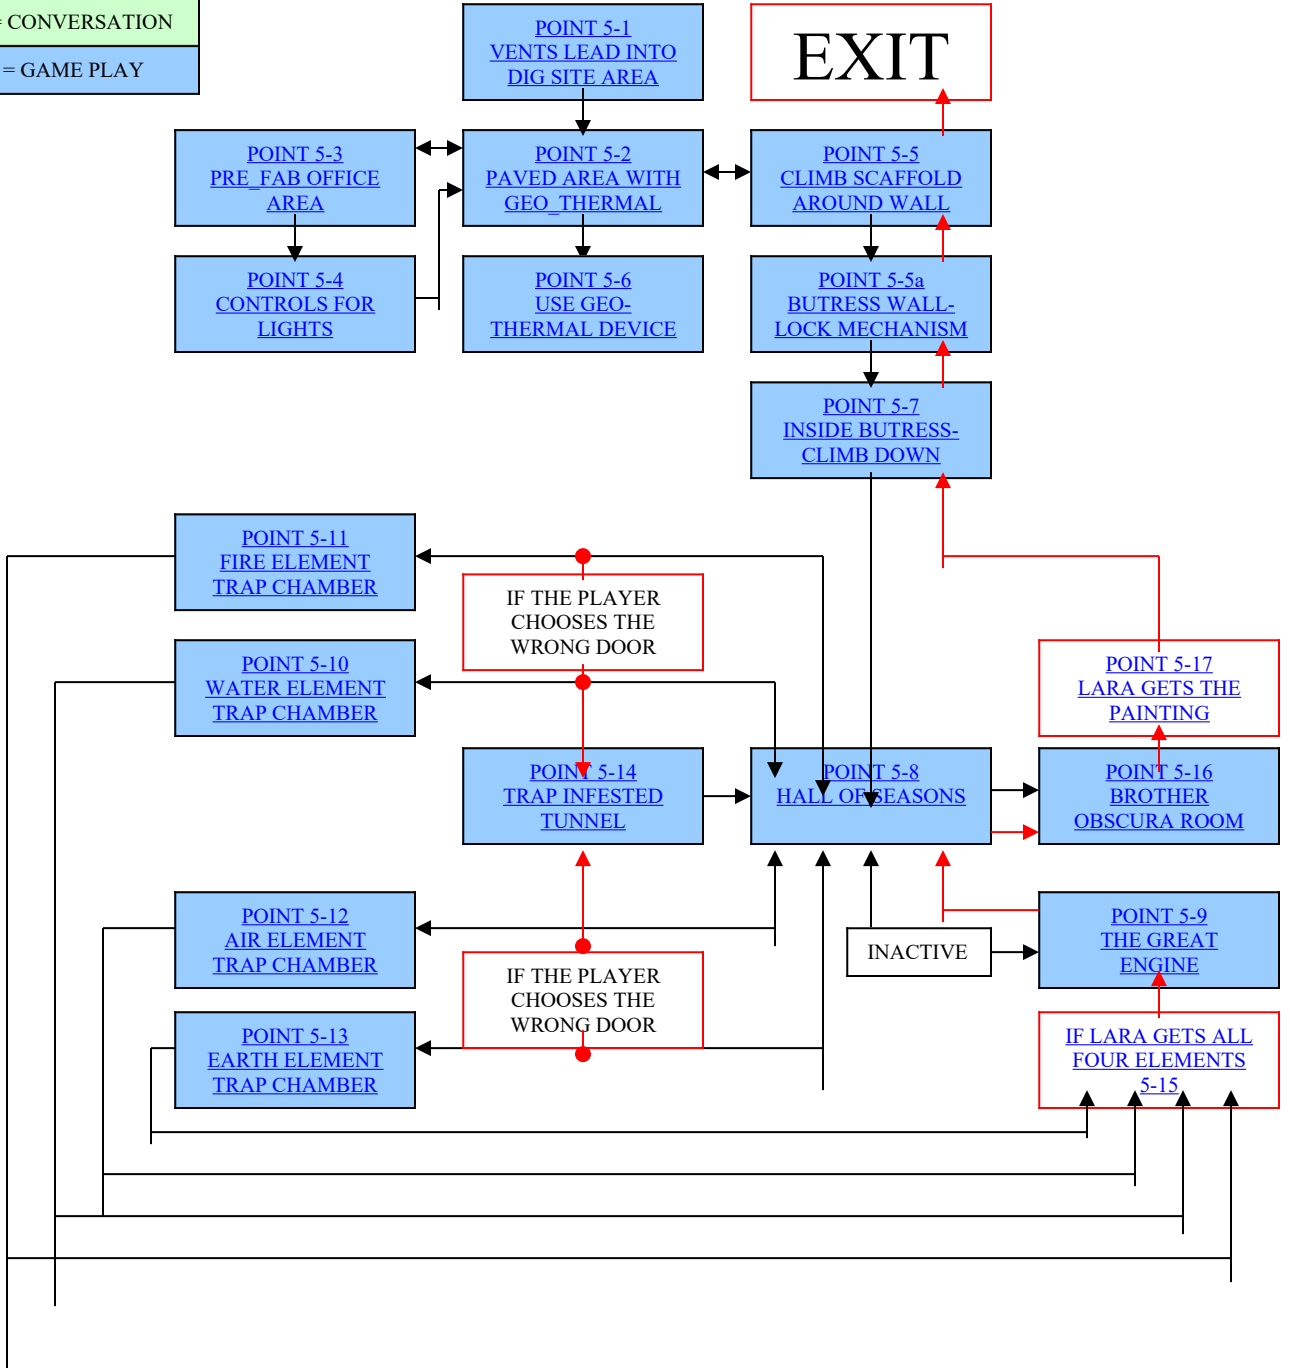 = CONVERSATION
= GAME PLAY
POINT 5-1
VENTS LEAD INTO
DIG SITE AREA
EXIT
POINT 5-3
PRE_FAB OFFICE
AREA
POINT 5-2
PAVED AREA WITH
GEO_THERMAL
POINT 5-5
CLIMB SCAFFOLD
AROUND WALL
POINT 5-4
CONTROLS FOR
LIGHTS
POINT 5-6
USE GEO-
THERMAL DEVICE
POINT 5-5a
BUTRESS WALL-
LOCK MECHANISM
POINT 5-7
INSIDE BUTRESS-
CLIMB DOWN
POINT 5-11
FIRE ELEMENT
TRAP CHAMBER
IF THE PLAYER
CHOOSES THE
WRONG DOOR
POINT 5-10
WATER ELEMENT
TRAP CHAMBER
POINT 5-17
LARA GETS THE
PAINTING
POINT 5-14
TRAP INFESTED
TUNNEL
POINT 5-8
HALL OF SEASONS
POINT 5-16
BROTHER
OBSCURA ROOM
POINT 5-12
AIR ELEMENT
TRAP CHAMBER
IF THE PLAYER
CHOOSES THE
WRONG DOOR
INACTIVE
POINT 5-9
THE GREAT
ENGINE
POINT 5-13
EARTH ELEMENT
TRAP CHAMBER
IF LARA GETS ALL
FOUR ELEMENTS
5-15